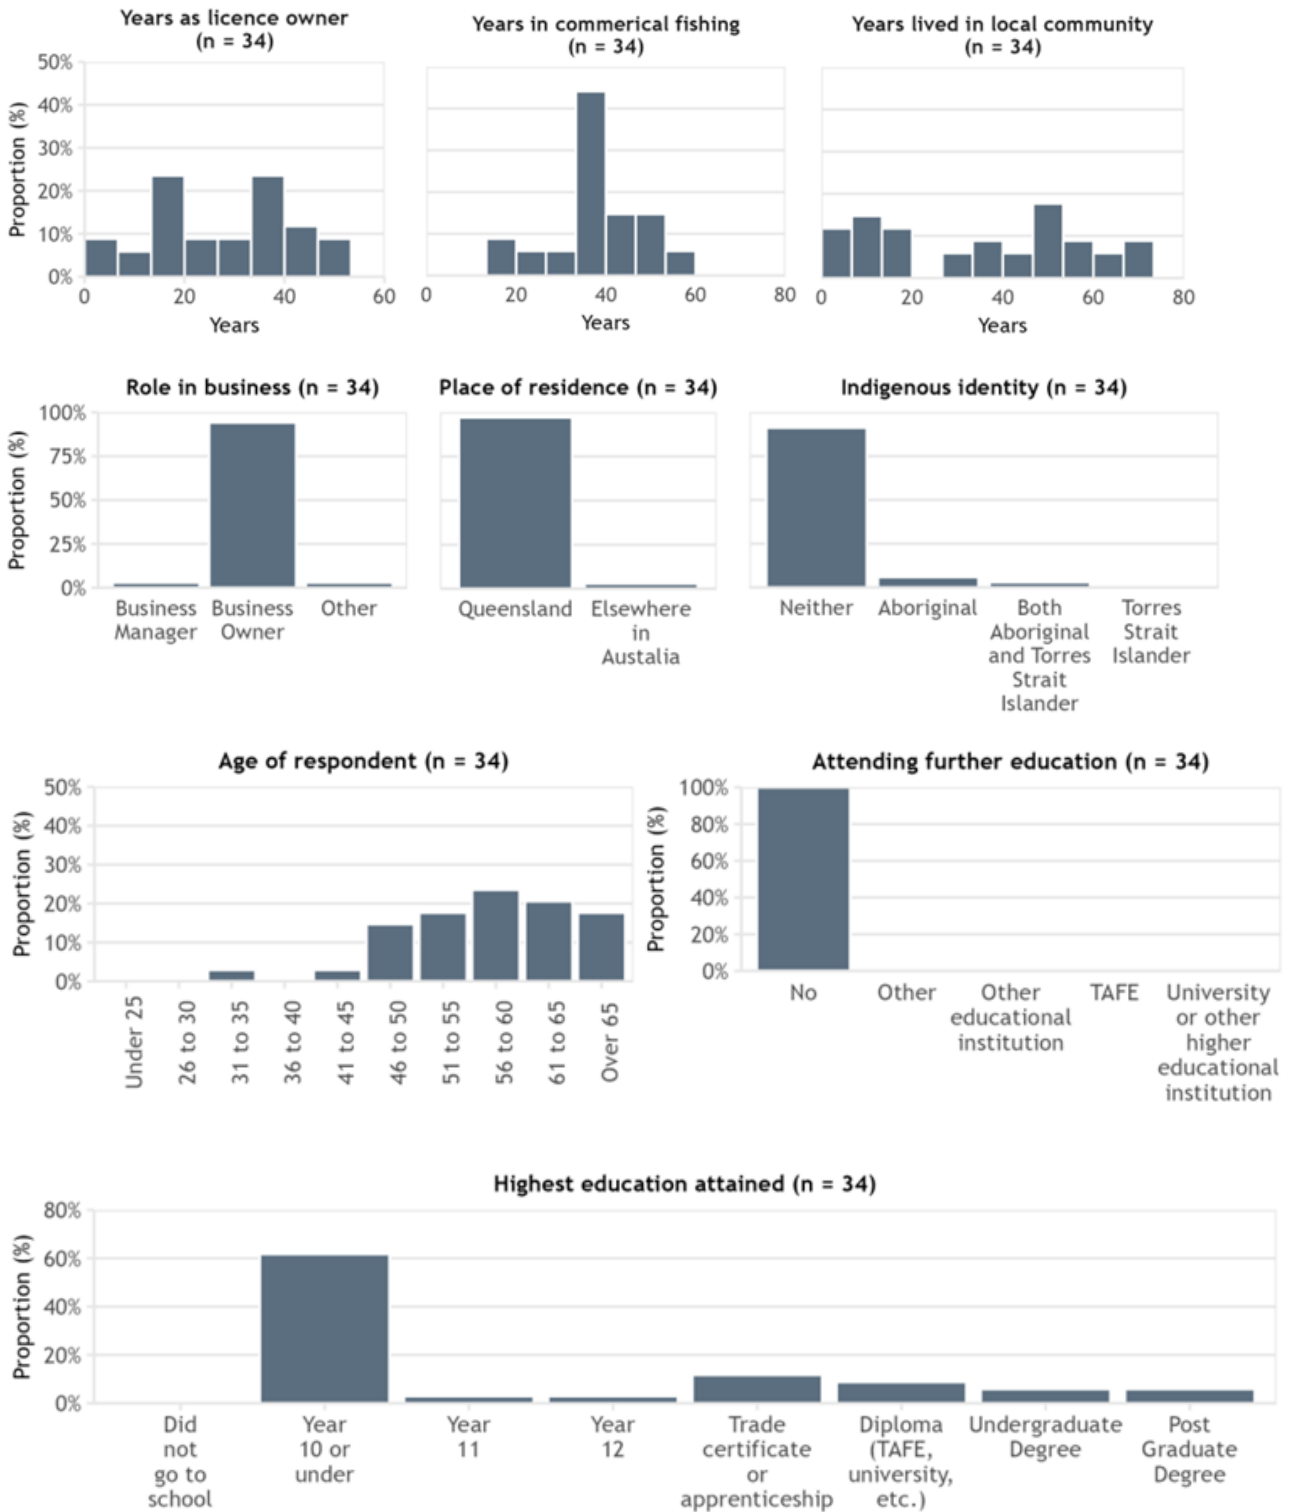 Years as licence owner
(n = 34)
Years in commerical fishing
(n = 34)
Years lived in local community
(n = 34)
Proportion (%)
50%
40%
30%
20%
10%
0%
0 20 40 60
0 20 40 60 80
0 20 40 60 80
Years
Years
Years
Role in business (n = 34)
Place of residence (n = 34)
Indigenous identity (n = 34)
Proportion (%)
100%
75%
50%
25%
0%
Business
Manager
Business
Owner
Other
Queensland
Elsewhere
in
Austalia
Neither
Aboriginal
Both
Aboriginal
and Torres
Strait
Islander
Torres
Strait
Islander
Age of respondent (n = 34)
Proportion (%)
50%
40%
30%
20%
10%
0%
Under 25
26 to 30
31 to 35
36 to 40
41 to 45
46 to 50
51 to 55
56 to 60
61 to 65
Over 65
Attending further education (n = 34)
Proportion (%)
100%
80%
60%
40%
20%
0%
No
Other
Other
educational
institution
TAFE
University
or other
higher
educational
institution
Highest education attained (n = 34)
Proportion (%)
80%
60%
40%
20%
0%
Did
not
go to
school
Year
10 or
under
Year
11
Year
12
Trade
certificate
or
apprenticeship
Diploma
(TAFE,
university,
etc.)
Undergraduate
Degree
Post
Graduate
Degree